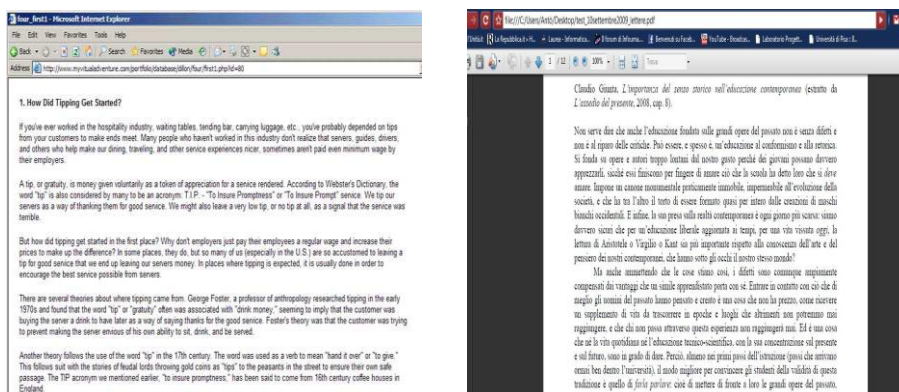 four_first1 - Microsoft Internet Explorer
File Edit View Favorites Tools Help
Back Search Favorites Media
Address http://www.myvitualadventure.com/portfolio/database/dillon/four/first1.php?id=80
1. How Did Tipping Get Started?
If you've ever worked in the hospitality industry, waiting tables, tending bar, carrying luggage, etc., you've probably depended on tips
from your customers to make ends meet. Many people who haven't worked in this industry don't realize that servers, guides, drivers,
and others who help make our dining, traveling, and other service experiences nicer, sometimes aren't paid even minimum wage by
their employers.
A tip, or gratuity, is money given voluntarily as a token of appreciation for a service rendered. According to Webster's Dictionary, the
word "tip" is also considered by many to be an acronym: T.I.P. - "To Insure Promptness" or "To Insure Prompt" service. We tip our
servers as a way of thanking them for good service. We might also leave a very low tip, or no tip at all, as a signal that the service was
terrible.
But how did tipping get started in the first place? Why don't employers just pay their employees a regular wage and increase their
prices to make up the difference? In some places, they do, but so many of us (especially in the U.S.) are so accustomed to leaving a
tip for good service that we end up leaving our servers money. In places where tipping is expected, it is usually done in order to
encourage the best service possible from servers.
There are several theories about where tipping came from. George Foster, a professor of anthropology researched tipping in the early
1970s and found that the word "tip" or "gratuity" often was associated with "drink money," seeming to imply that the customer was
buying the server a drink to have later as a way of saying thanks for the good service. Foster's theory was that the customer was trying
to prevent making the server envious of his own ability to sit, drink, and be served.
Another theory follows the use of the word "tip" in the 17th century. The word was used as a verb to mean "hand it over" or "to give."
This follows suit with the stories of feudal lords throwing gold coins as "tips" to the peasants in the street to ensure their own safe
passage. The TIP acronym we mentioned earlier, "to insure promptness," has been said to come from 16th century coffee houses in
England.
file:///C:/Users/Antò/Desktop/test_10settembre2009_lettere.pdf
La Repubblica.it Laurea - Informatica Il forum di Informa... Benvenuti su Facebo... YouTube - Broadcas... Laboratorio Progett... Università di Pisa
1 / 12 100% Trova
Claudio Giunta, L'importanza del senso storico nell'educazione contemporanea (estratto da
L'assedio del presente, 2008, cap. 8).
Non serve dire che anche l'educazione fondata sulle grandi opere del passato non è senza difetti e
non è al riparo delle critiche. Può essere, e spesso è, un'educazione al conformismo e alla retorica.
Si fonda su opere e autori troppo lontani dal nostro gusto perché dei giovani possano davvero
apprezzarli, sicché essi finiscono per fingere di amare ciò che la scuola ha detto loro che si deve
amare. Impone un canone monumentale praticamente immobile, impermeabile all'evoluzione della
società, e che ha tra l'altro il torto di essere formato quasi per intero dalle creazioni di maschi
bianchi occidentali. E infine, la sua presa sulla realtà contemporanea è ogni giorno più scarsa: siamo
davvero sicuri che per un'educazione liberale aggiornata ai tempi, per una vita vissuta oggi, la
lettura di Aristotele o Virgilio o Kant sia più importante rispetto alla conoscenza dell'arte e del
pensiero dei nostri contemporanei, che hanno sotto gli occhi il nostro stesso mondo?
Ma anche ammettendo che le cose stiano così, i difetti sono comunque ampiamente
compensati dai vantaggi che un simile apprendistato porta con sé. Entrare in contatto con ciò che di
meglio gli uomini del passato hanno pensato e creato è una cosa che non ha prezzo, come ricevere
un supplemento di vita da trascorrere in epoche e luoghi che altrimenti non potremmo mai
raggiungere, e che chi non passa attraverso questa esperienza non raggiungerà mai. Ed è una cosa
che né la vita quotidiana né l'educazione tecnico-scientifica, con la sua concentrazione sul presente
e sul futuro, sono in grado di dare. Perciò, almeno nei primi passi dell'istruzione (passi che arrivano
ormai ben dentro l'università), il modo migliore per convincere gli studenti della validità di questa
tradizione è quello di farla parlare: cioè di mettere di fronte a loro le grandi opere del passato,